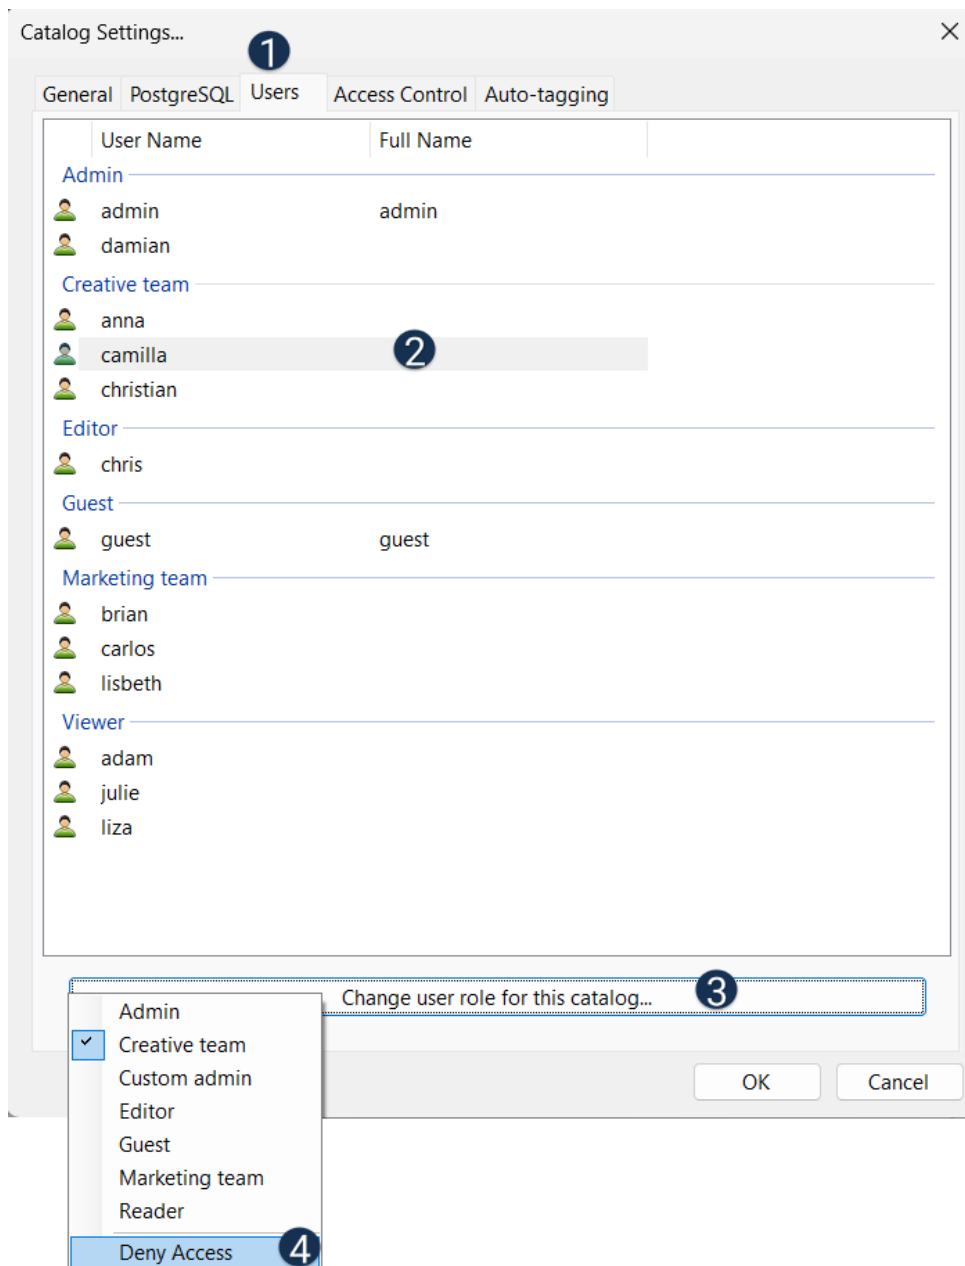 Catalog Settings...
1
General PostgreSQL Users Access Control Auto-tagging
User Name Full Name
Admin
admin admin
damian
Creative team
anna
camilla 2
christian
Editor
chris
Guest
guest guest
Marketing team
brian
carlos
lisbeth
Viewer
adam
julie
liza
Change user role for this catalog... 3
Admin
Creative team
Custom admin
Editor
Guest
Marketing team
Reader
Deny Access 4
OK Cancel